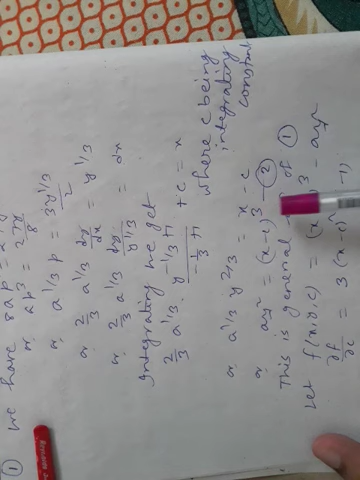 ① we have 8ap³ = 27y
or ap³ = 27y/8
or a^1/3 p = 3y^1/3/2
or 2/3 a^1/3 dy/dx = y^1/3
or 2/3 a^1/3 dy/y^1/3 = dx
Integrating we get
2/3 a^1/3 · y^(-1/3+1)/(-1/3+1) + c = x
where c being
integrating
constant
or a^1/3 y^2/3 = x - c
or ay² = (x-c)³ - ②
This is general of ①
Let f(x,y,c) = (x 3 - ay²
∂f/∂c = 3(x-c)² -1)